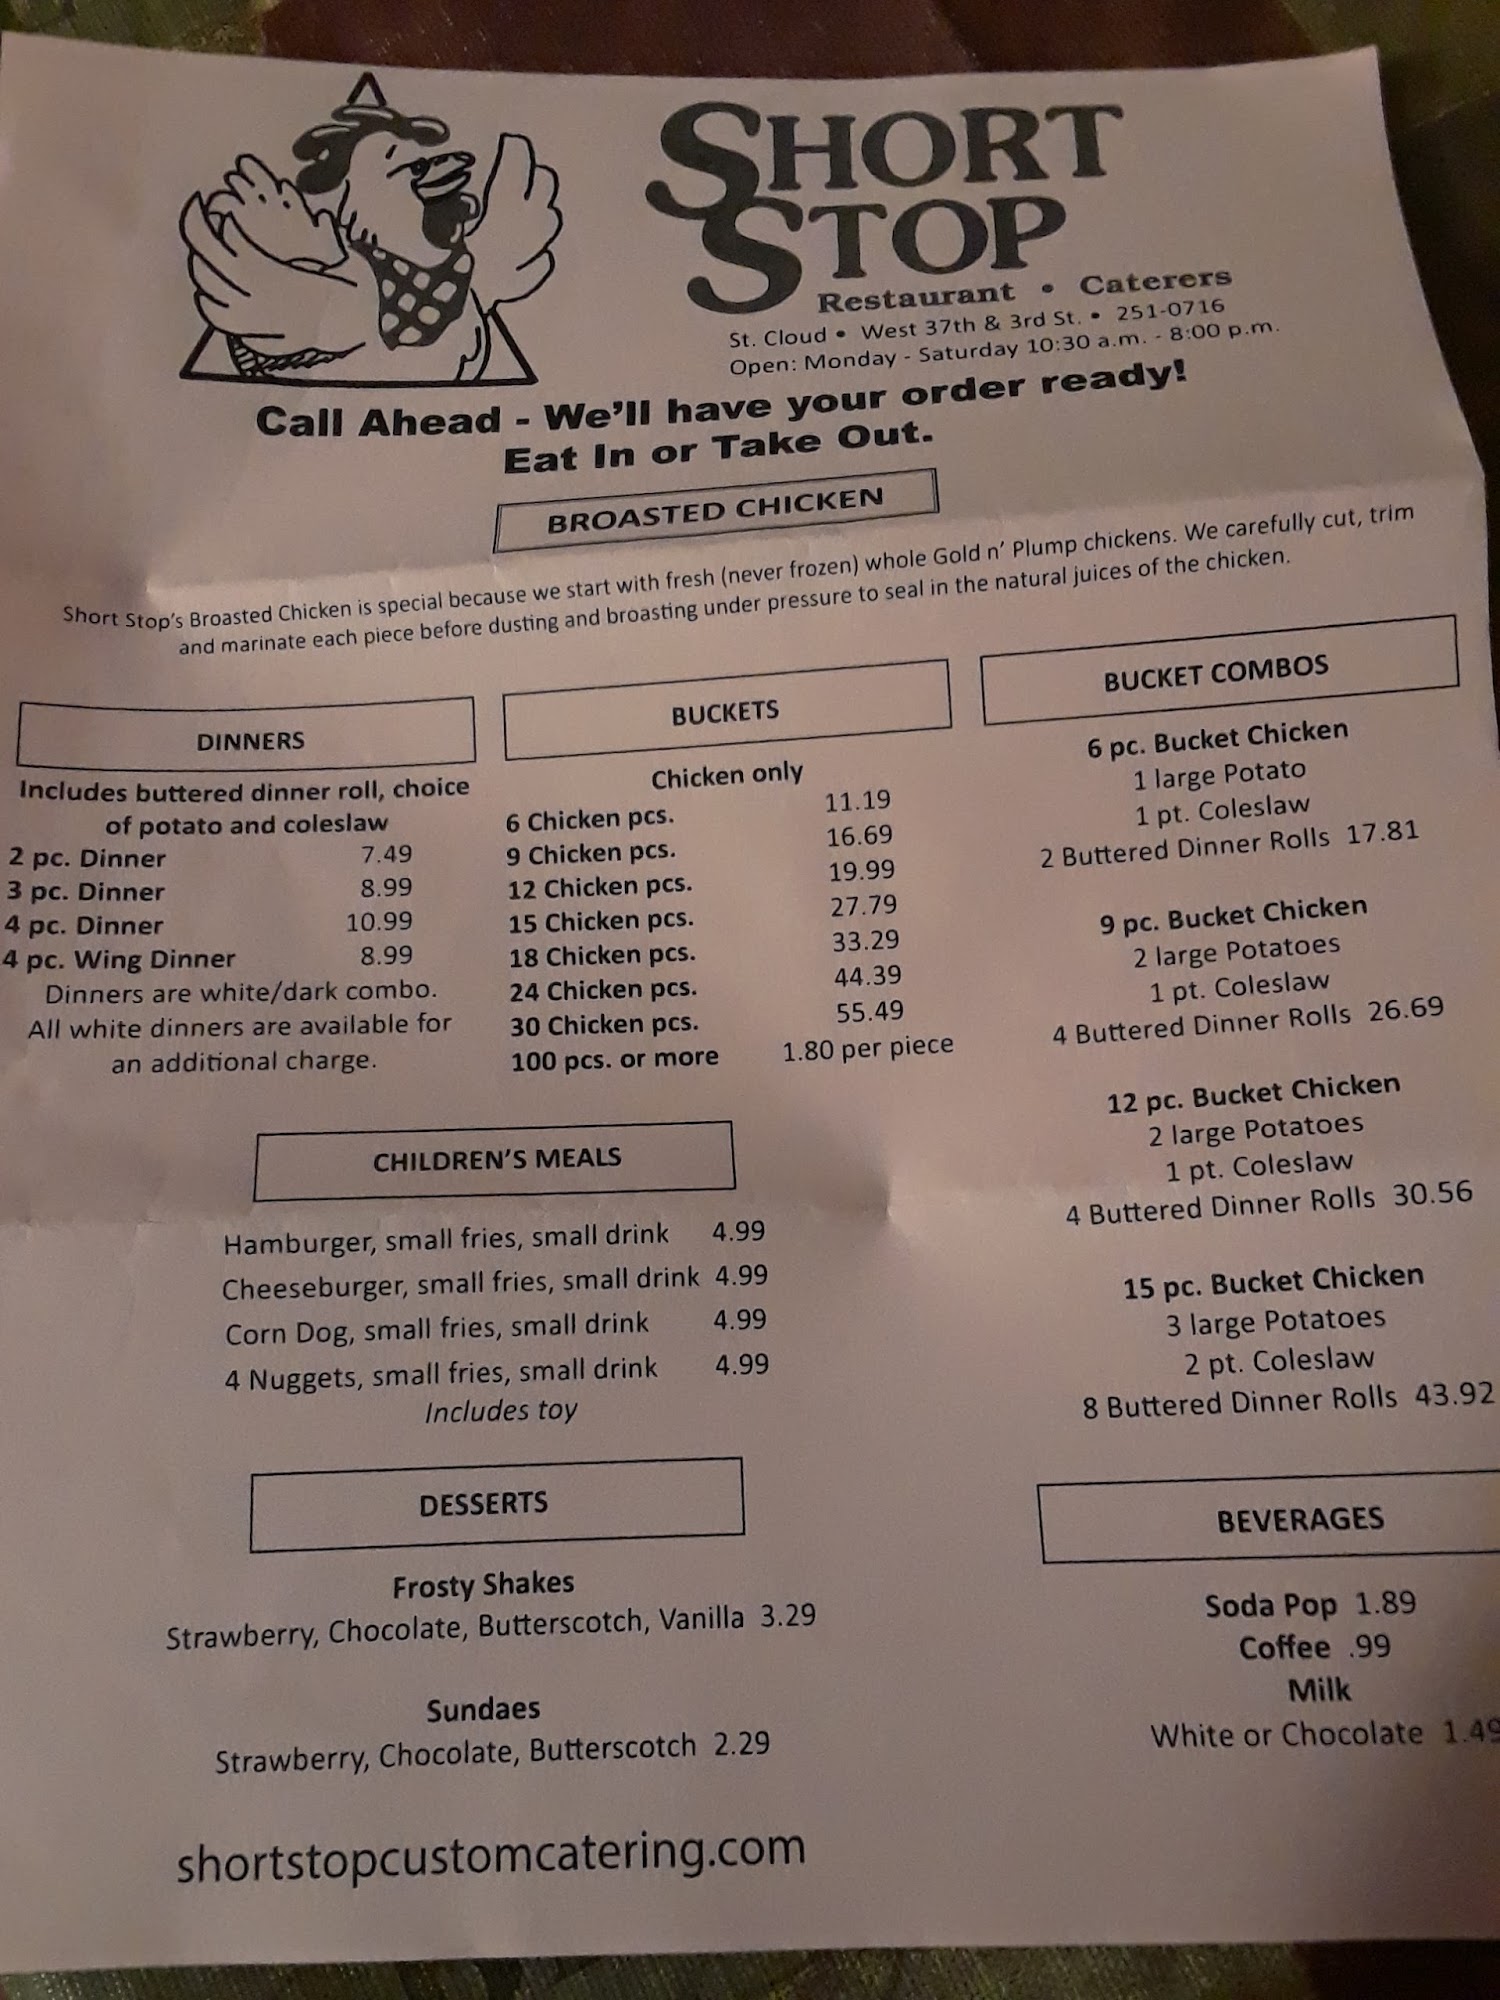 SHORT
STOP
Restaurant • Caterers
St. Cloud • West 37th & 3rd St. • 251-0716
Open: Monday - Saturday 10:30 a.m. - 8:00 p.m.
Call Ahead - We'll have your order ready!
Eat In or Take Out.
BROASTED CHICKEN
Short Stop's Broasted Chicken is special because we start with fresh (never frozen) whole Gold n' Plump chickens. We carefully cut, trim
and marinate each piece before dusting and broasting under pressure to seal in the natural juices of the chicken.
DINNERS
Includes buttered dinner roll, choice
of potato and coleslaw
2 pc. Dinner 7.49
3 pc. Dinner 8.99
4 pc. Dinner 10.99
4 pc. Wing Dinner 8.99
Dinners are white/dark combo.
All white dinners are available for
an additional charge.
BUCKETS
Chicken only
6 Chicken pcs. 11.19
9 Chicken pcs. 16.69
12 Chicken pcs. 19.99
15 Chicken pcs. 27.79
18 Chicken pcs. 33.29
24 Chicken pcs. 44.39
30 Chicken pcs. 55.49
100 pcs. or more 1.80 per piece
BUCKET COMBOS
6 pc. Bucket Chicken
1 large Potato
1 pt. Coleslaw
2 Buttered Dinner Rolls 17.81
9 pc. Bucket Chicken
2 large Potatoes
1 pt. Coleslaw
4 Buttered Dinner Rolls 26.69
12 pc. Bucket Chicken
2 large Potatoes
1 pt. Coleslaw
4 Buttered Dinner Rolls 30.56
15 pc. Bucket Chicken
3 large Potatoes
2 pt. Coleslaw
8 Buttered Dinner Rolls 43.92
CHILDREN'S MEALS
Hamburger, small fries, small drink 4.99
Cheeseburger, small fries, small drink 4.99
Corn Dog, small fries, small drink 4.99
4 Nuggets, small fries, small drink 4.99
Includes toy
DESSERTS
Frosty Shakes
Strawberry, Chocolate, Butterscotch, Vanilla 3.29
Sundaes
Strawberry, Chocolate, Butterscotch 2.29
BEVERAGES
Soda Pop 1.89
Coffee .99
Milk
White or Chocolate 1.49
shortstopcustomcatering.com